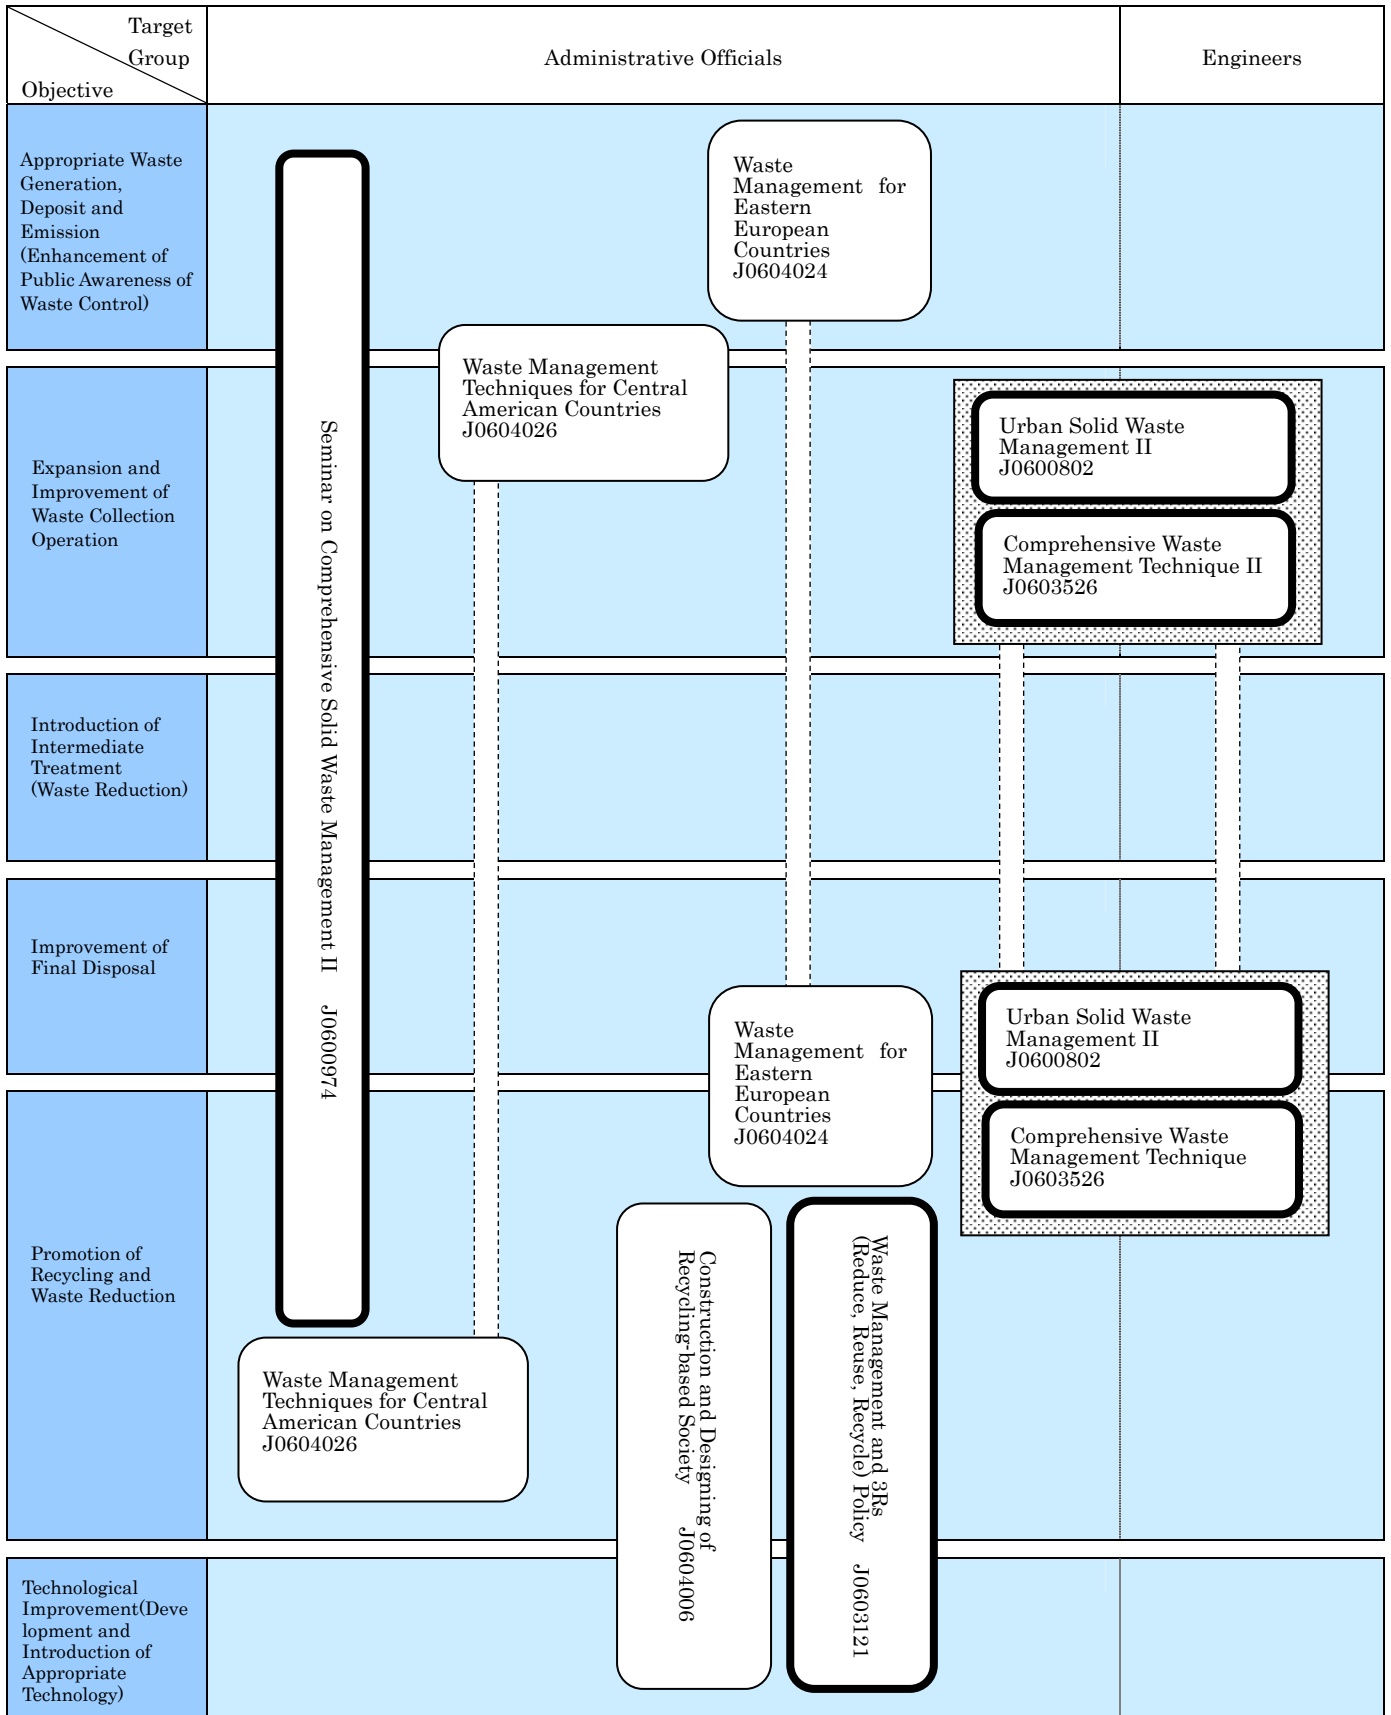 Target
Group
Objective
Administrative Officials
Engineers
Appropriate Waste
Generation,
Deposit and
Emission
(Enhancement of
Public Awareness of
Waste Control)
Waste
Management for
Eastern
European
Countries
J0604024
Seminar on Comprehensive Solid Waste Management II J0600974
Waste Management
Techniques for Central
American Countries
J0604026
Expansion and
Improvement of
Waste Collection
Operation
Urban Solid Waste
Management II
J0600802
Comprehensive Waste
Management Technique II
J0603526
Introduction of
Intermediate
Treatment
(Waste Reduction)
Improvement of
Final Disposal
Waste
Management for
Eastern
European
Countries
J0604024
Urban Solid Waste
Management II
J0600802
Comprehensive Waste
Management Technique
J0603526
Promotion of
Recycling and
Waste Reduction
Waste Management
Techniques for Central
American Countries
J0604026
Construction and Designing of
Recycling-based Society J0604006
Waste Management and 3Rs
(Reduce, Reuse, Recycle) Policy J0603121
Technological
Improvement(Deve
lopment and
Introduction of
Appropriate
Technology)